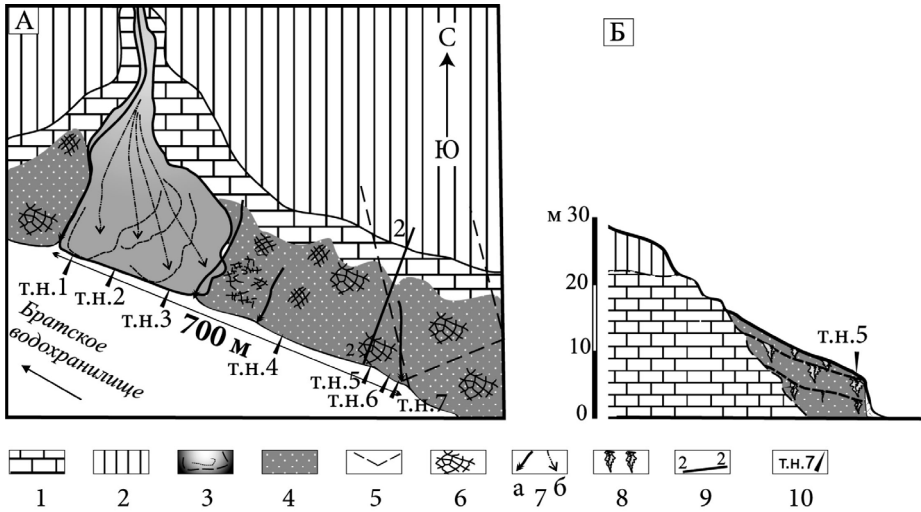 А
С
Ю
2
2
т.н.1
т.н.2
т.н.3
700 м
т.н.4
т.н.5
т.н.6
т.н.7
Братское
водохранилище
Б
м 30
20
10
0
т.н.5
2 2
т.н.7
а б
1 2 3 4 5 6 7 8 9 10